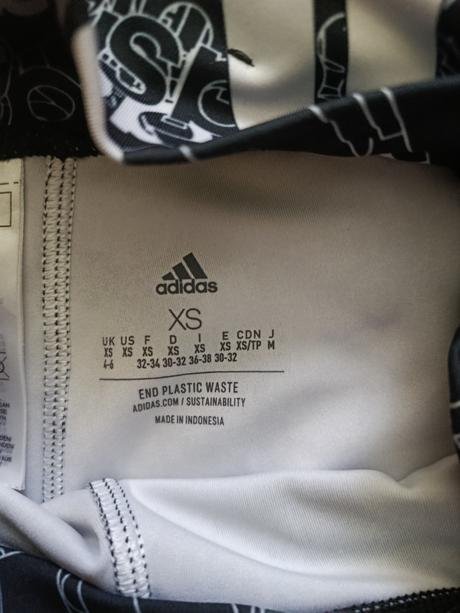 adidas
XS
UK US F D I E CDN J
XS XS XS XS XS XS XS/TP M
4-6 32-34 30-32 36-38 30-32
END PLASTIC WASTE
ADIDAS.COM / SUSTAINABILITY
MADE IN INDONESIA